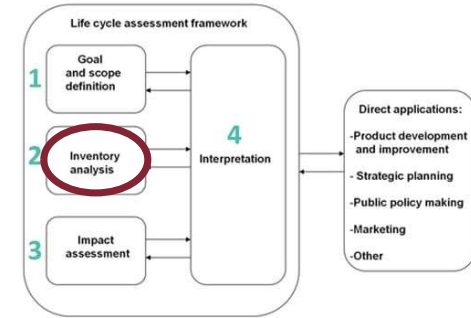 Life cycle assessment framework
1
Goal
and scope
definition
2
Inventory
analysis
3
Impact
assessment
4
Interpretation
Direct applications:
-Product development
and improvement
- Strategic planning
-Public policy making
-Marketing
-Other